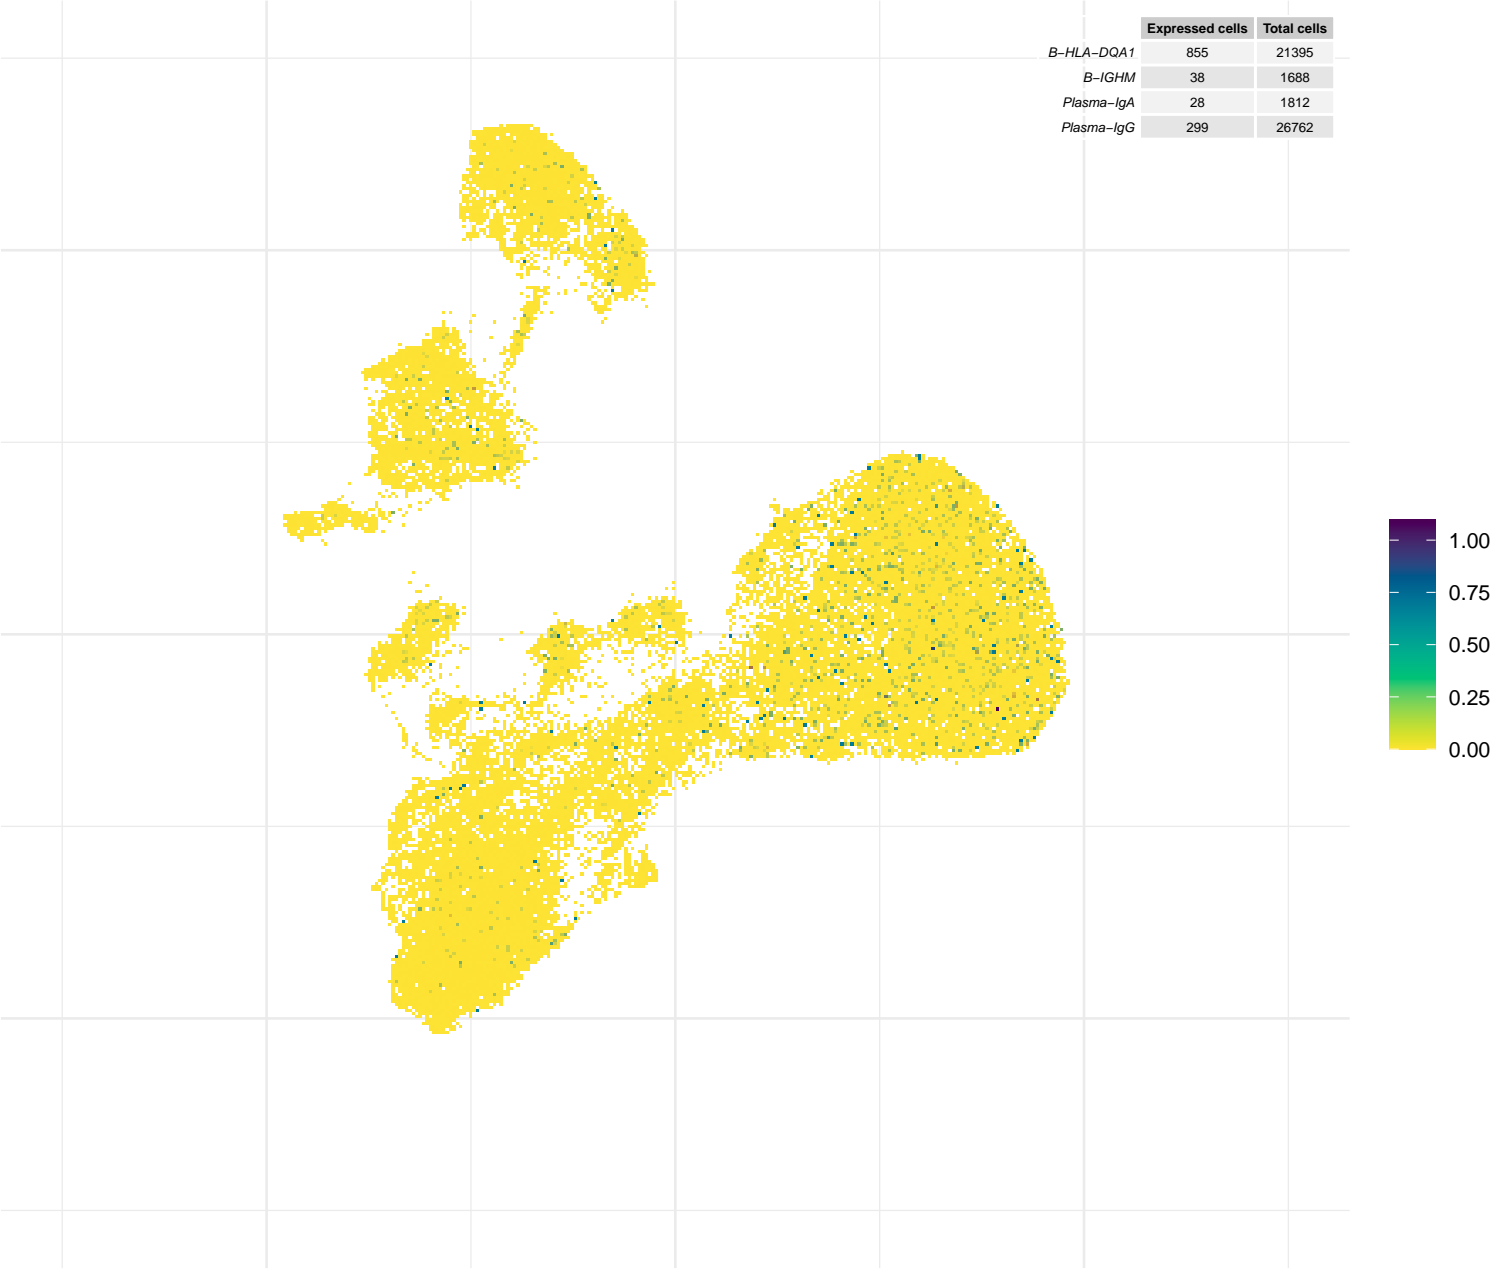 Expressed cells Total cells
B−HLA−DQA1 855 21395
B−IGHM 38 1688
Plasma−IgA 28 1812
Plasma−IgG 299 26762
1.00
0.75
0.50
0.25
0.00